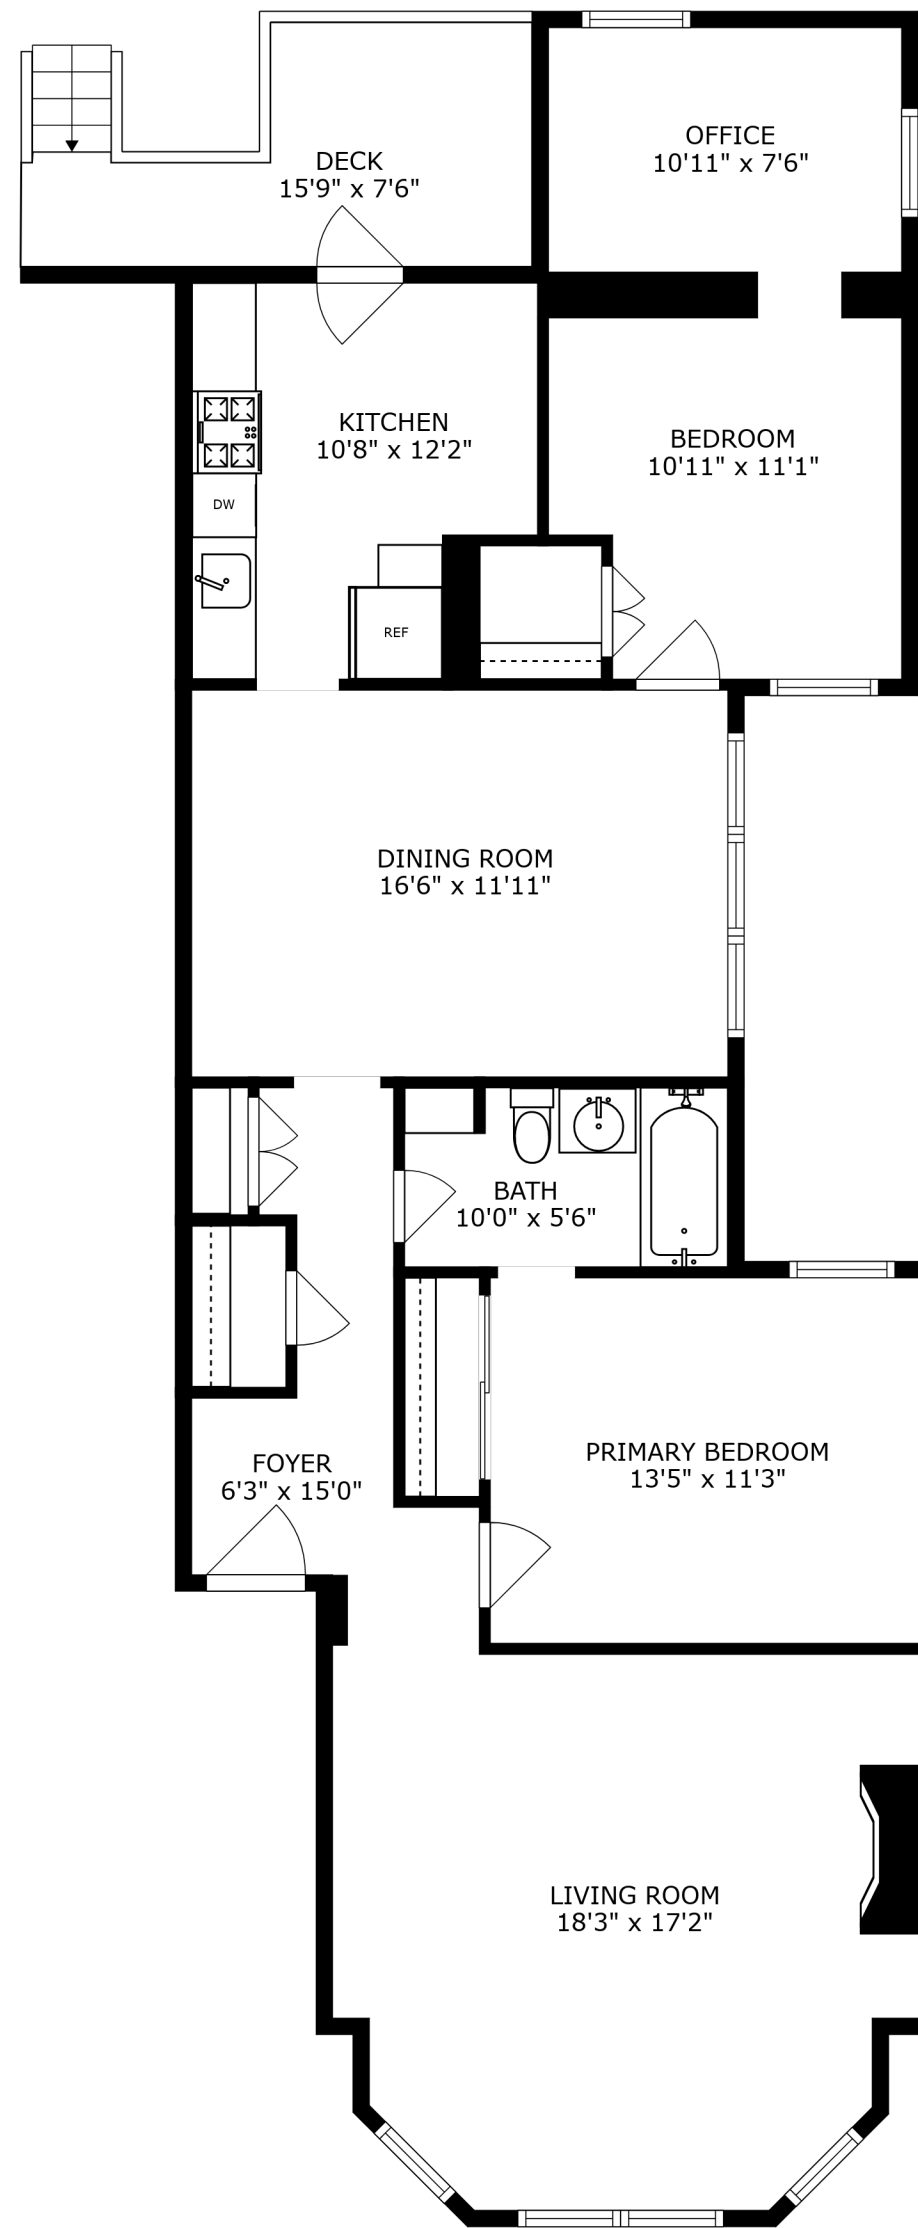 OFFICE
10'11" x 7'6"
DECK
15'9" x 7'6"
KITCHEN
10'8" x 12'2"
BEDROOM
10'11" x 11'1"
DW
REF
DINING ROOM
16'6" x 11'11"
BATH
10'0" x 5'6"
PRIMARY BEDROOM
13'5" x 11'3"
FOYER
6'3" x 15'0"
LIVING ROOM
18'3" x 17'2"